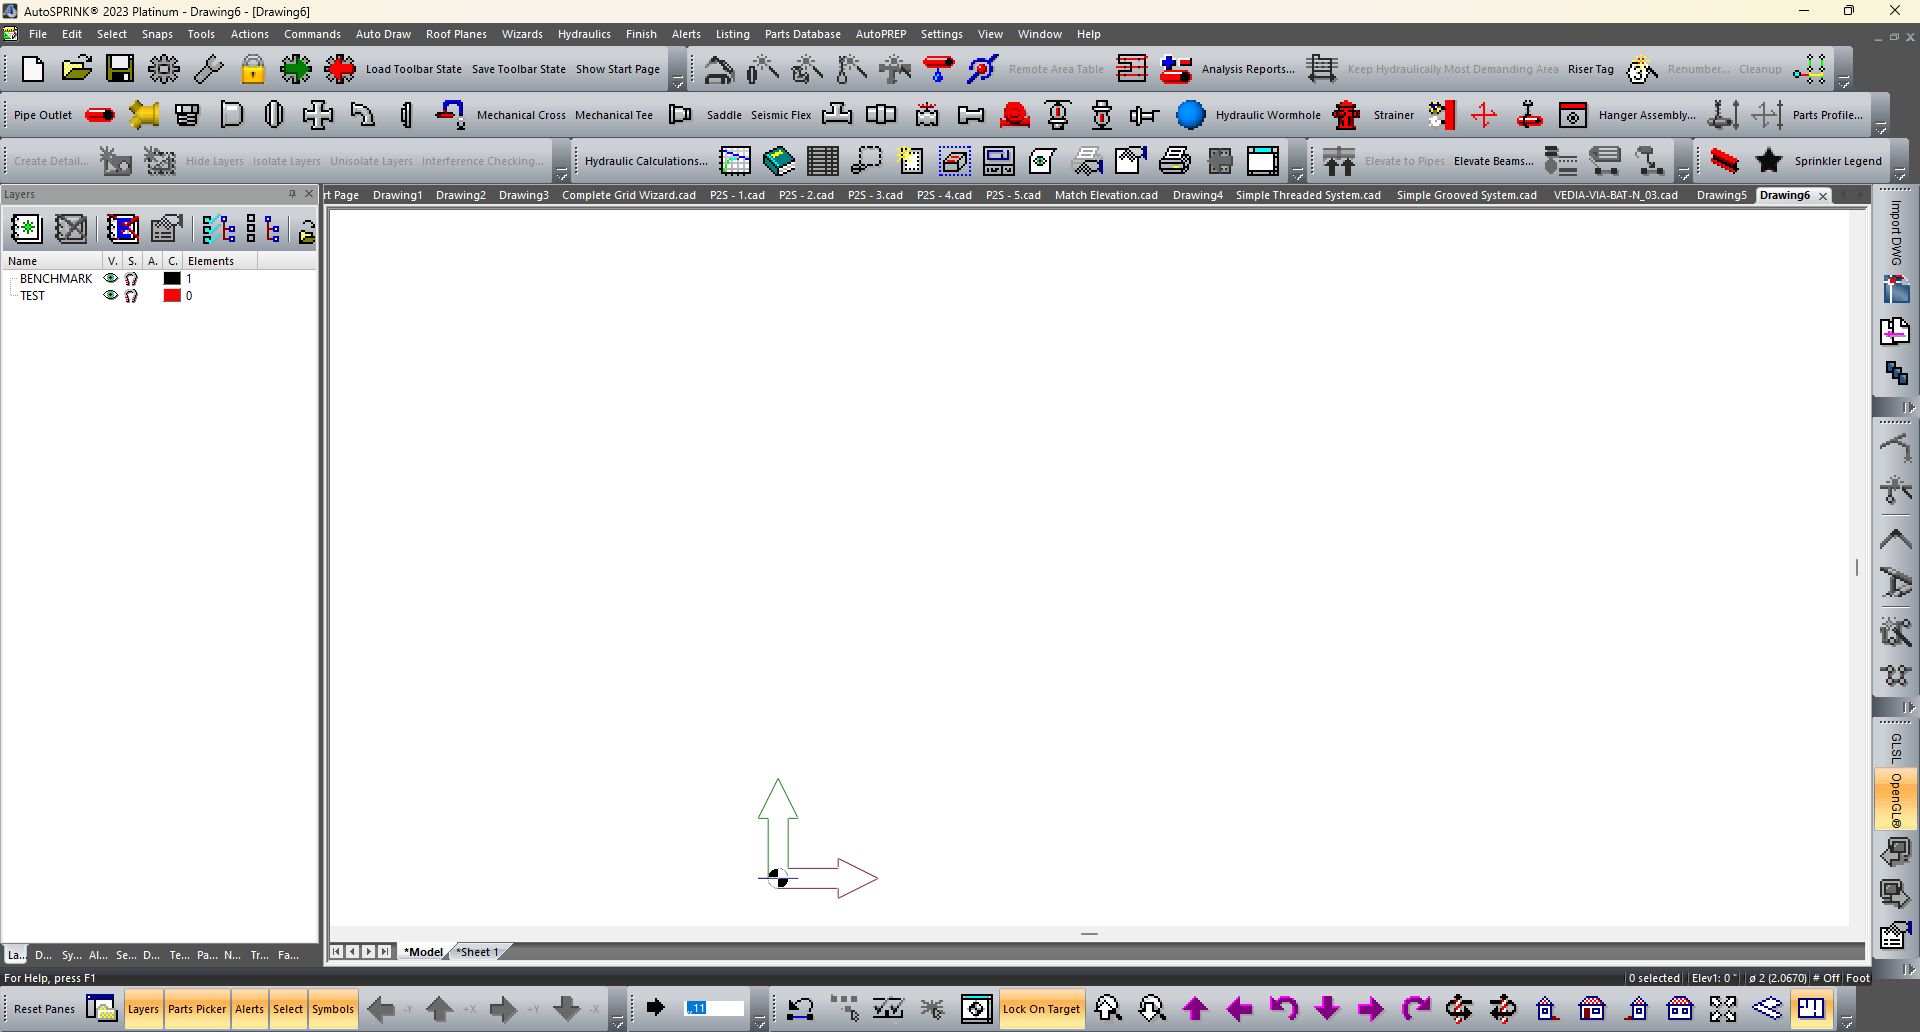 AutoSPRINK® 2023 Platinum - Drawing6 - [Drawing6]
File Edit Select Snaps Tools Actions Commands Auto Draw Roof Planes Wizards Hydraulics Finish Alerts Listing Parts Database AutoPREP Settings View Window Help
Load Toolbar State Save Toolbar State Show Start Page Remote Area Table Analysis Reports... Keep Hydraulically Most Demanding Area Riser Tag Renumber... Cleanup
Pipe Outlet Mechanical Cross Mechanical Tee Saddle Seismic Flex Hydraulic Wormhole Strainer Hanger Assembly... Parts Profile...
Create Detail... Hide Layers Isolate Layers Unisolate Layers Interference Checking... Hydraulic Calculations... Elevate to Pipes Elevate Beams... Sprinkler Legend
Layers
rt Page Drawing1 Drawing2 Drawing3 Complete Grid Wizard.cad P2S - 1.cad P2S - 2.cad P2S - 3.cad P2S - 4.cad P2S - 5.cad Match Elevation.cad Drawing4 Simple Threaded System.cad Simple Grooved System.cad VEDIA-VIA-BAT-N_03.cad Drawing5 Drawing6
Import DWG
Name V. S. A. C. Elements
BENCHMARK 1
TEST 0
GLSL
OpenGL®
*Model *Sheet 1
La... D... Sy... Al... Se... D... Te... Pa... N... Tr... Fa...
For Help, press F1
0 selected Elev1: 0 " ø 2 (2.0670) # Off Foot
Reset Panes Layers Parts Picker Alerts Select Symbols -Y +X +Y -X ,,11 Lock On Target